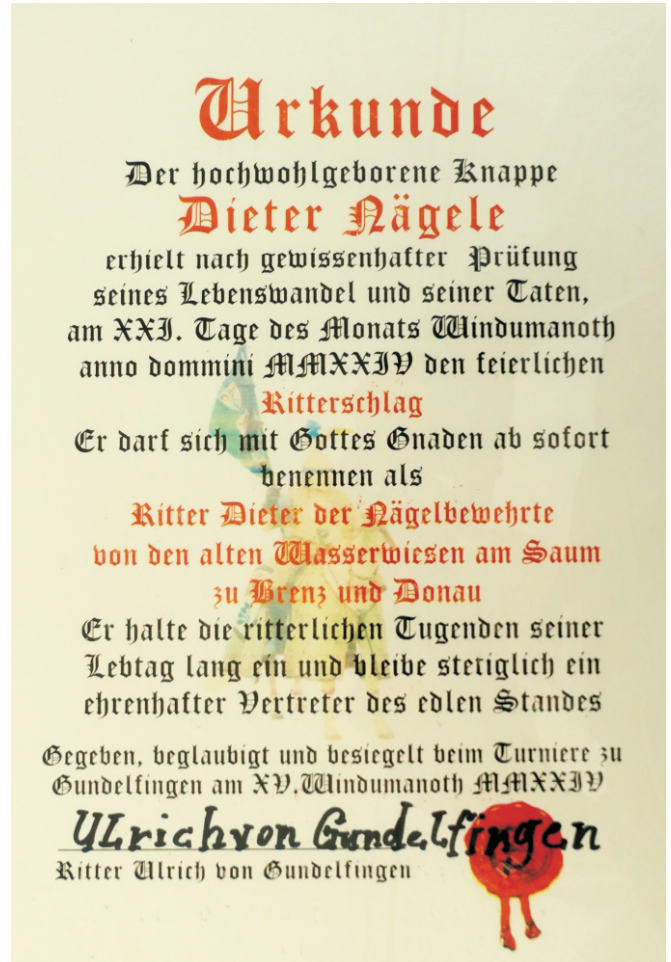 Urkunde
Der hochwohlgeborene Knappe
Dieter Nägele
erhielt nach gewissenhafter Prüfung
seines Lebenswandel und seiner Taten,
am XXI. Tage des Monats Windumanoth
anno dommini MMXXIV den feierlichen
Ritterschlag
Er darf sich mit Gottes Gnaden ab sofort
benennen als
Ritter Dieter der Nägelbewehrte
von den alten Wasserwiesen am Saum
zu Brenz und Donau
Er halte die ritterlichen Tugenden seiner
Lebtag lang ein und bleibe stetiglich ein
ehrenhafter Vertreter des edlen Standes
Gegeben, beglaubigt und besiegelt beim Turniere zu
Gundelfingen am XV.Windumanoth MMXXIV
Ulrich von Gundelfingen
Ritter Ulrich von Gundelfingen